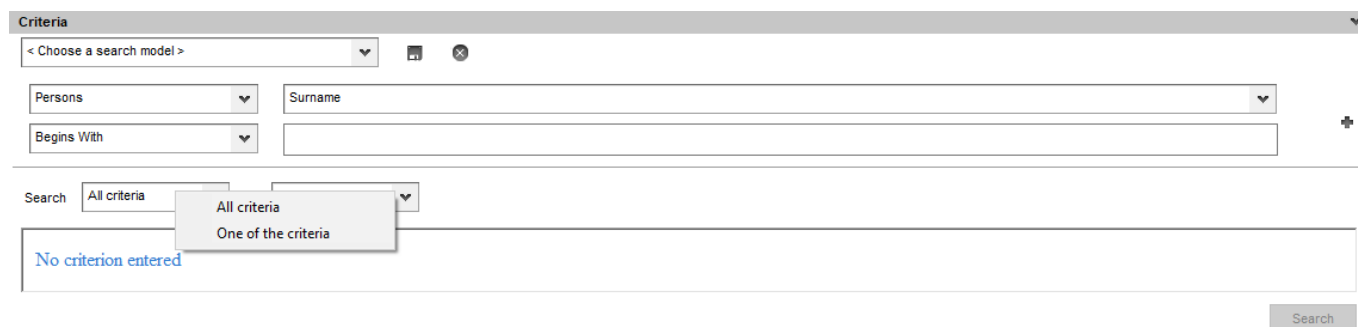 Criteria
< Choose a search model >
Persons
Surname
Begins With
Search
All criteria
All criteria
One of the criteria
No criterion entered
Search